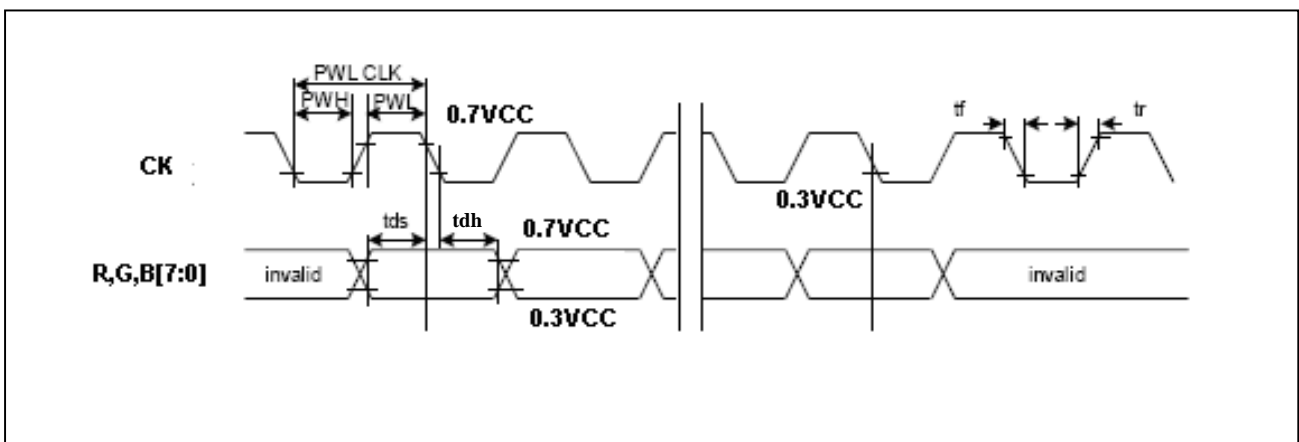 PWL CLK
PWH PWL
0.7VCC
tf tr
CK :
0.3VCC
tds tdh
0.7VCC
R,G,B[7:0] invalid invalid
0.3VCC